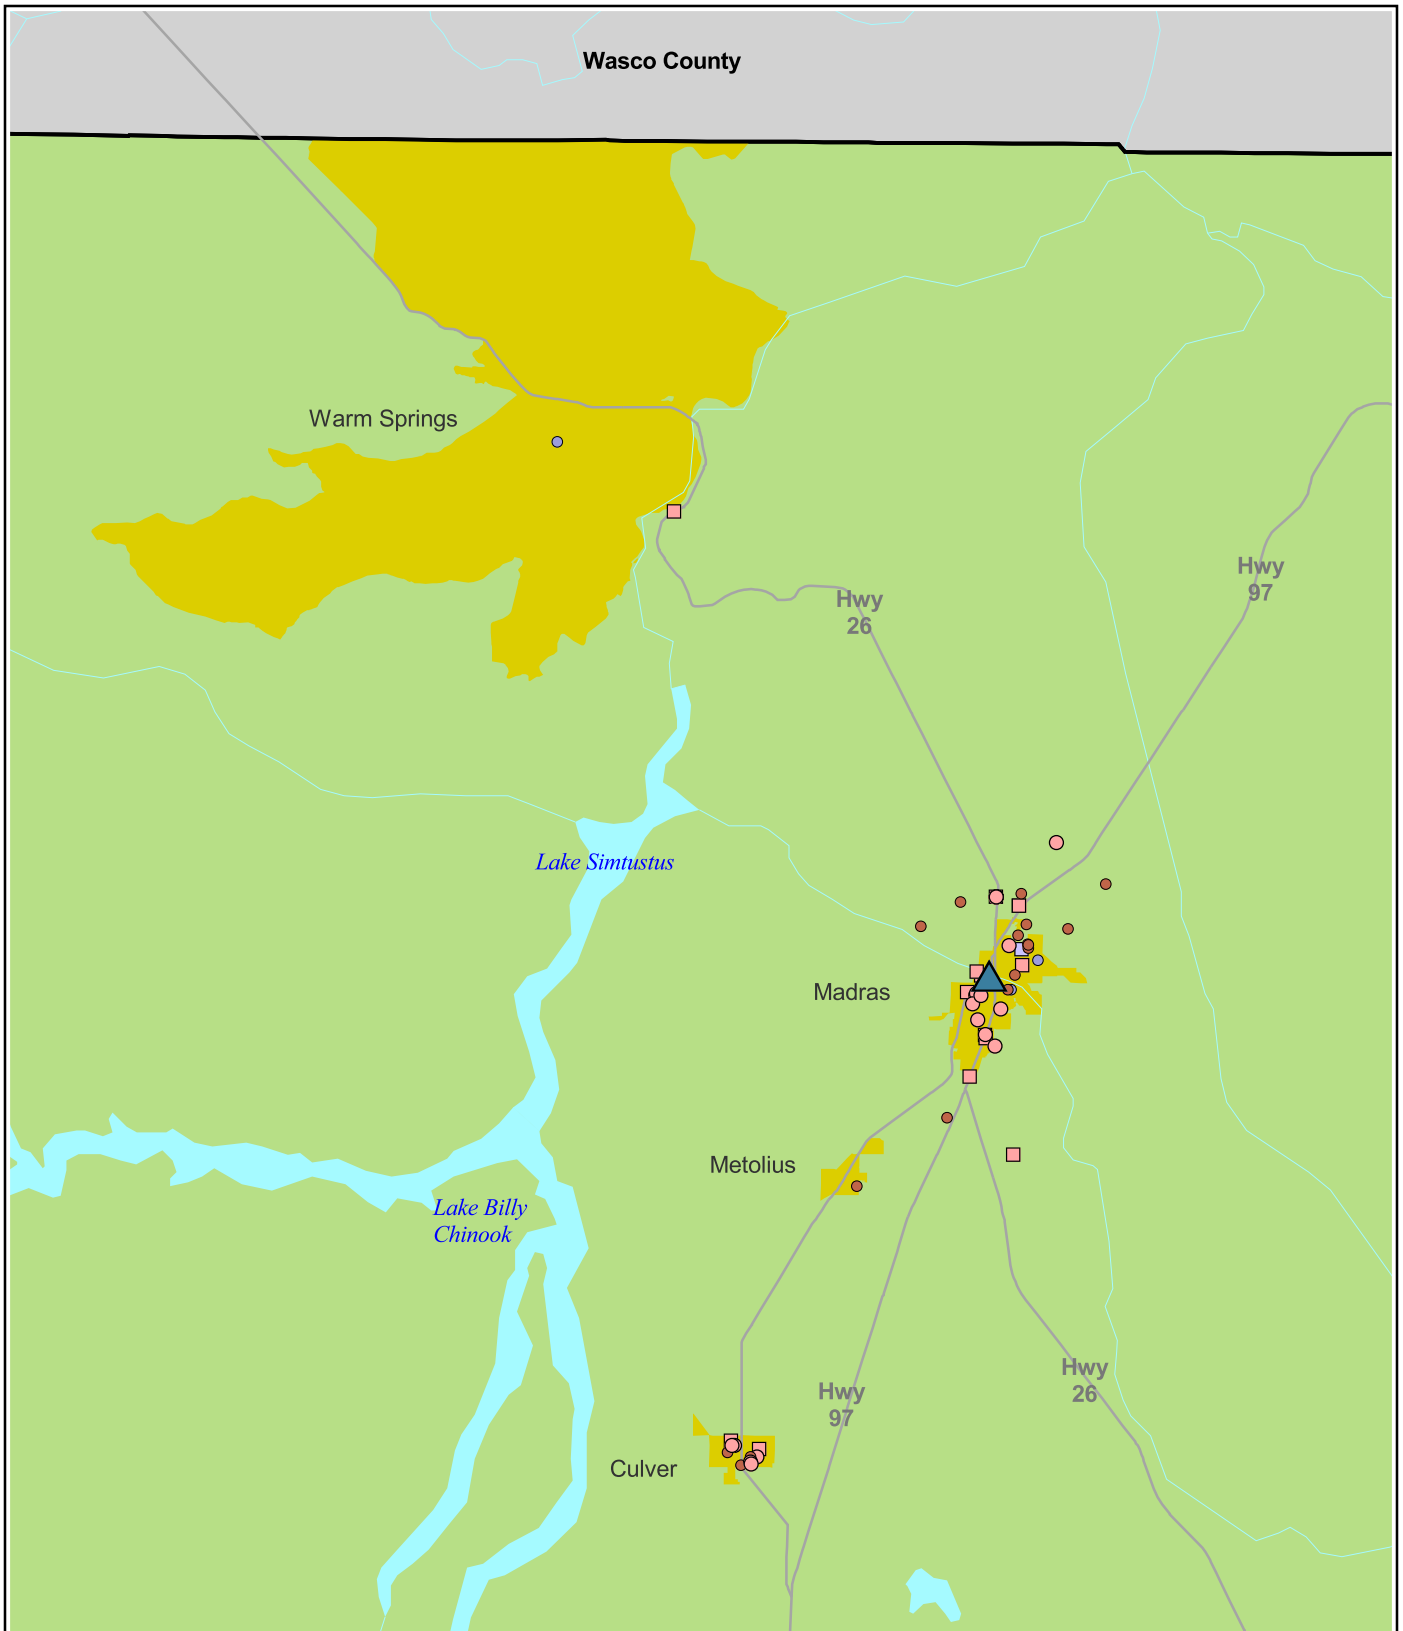 Wasco County
Warm Springs
Hwy
97
Hwy
26
Lake Simtustus
Madras
Metolius
Lake Billy
Chinook
Hwy
26
Hwy
97
Culver